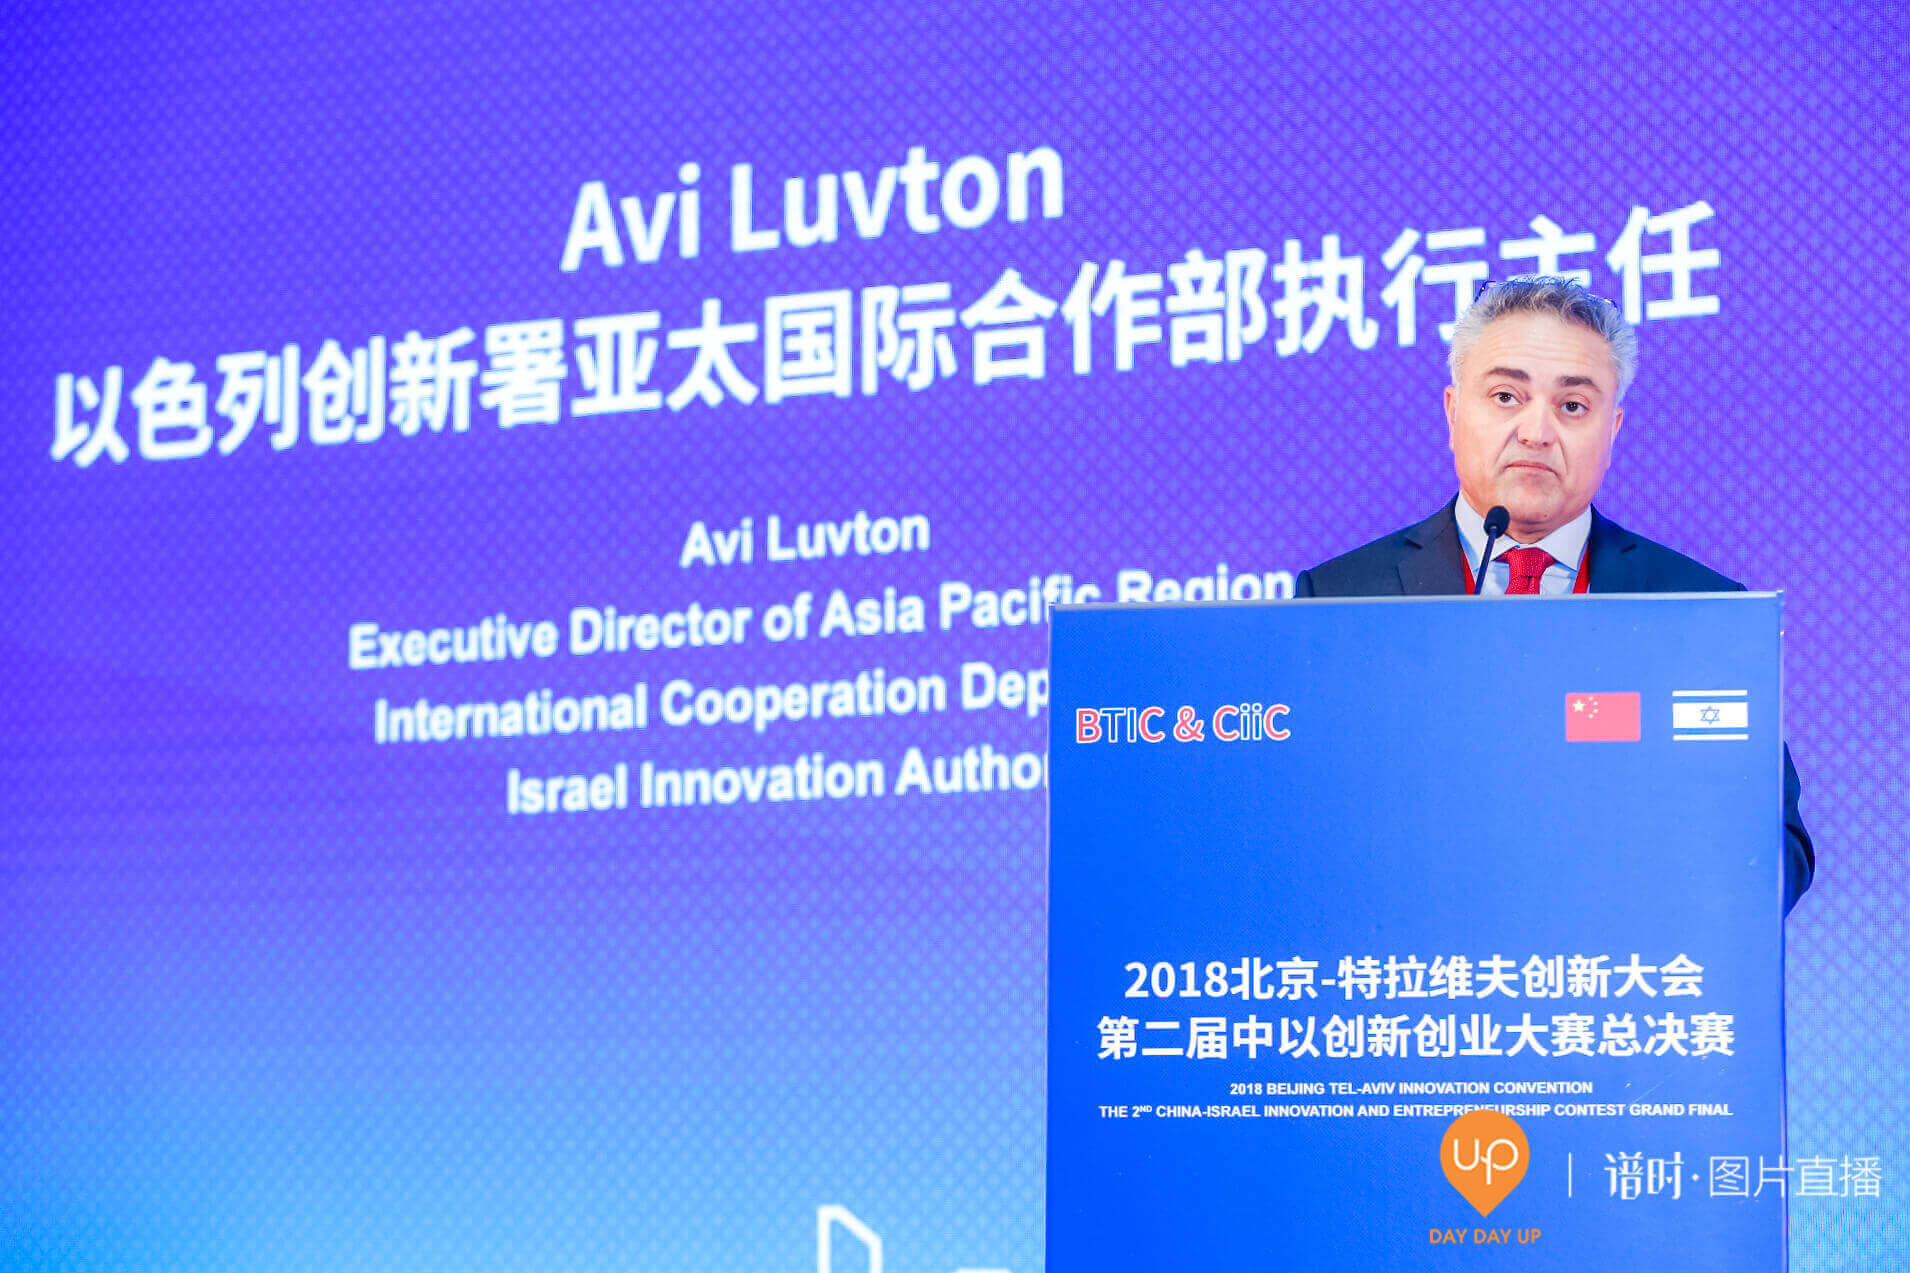 Avi Luvton
以色列创新署亚太国际合作部执行主任
Avi Luvton
Executive Director of Asia Pacific Region
International Cooperation
Israel Innovation
BTIC & CiiC
2018北京-特拉维夫创新大会
第二届中以创新创业大赛总决赛
2018 BEIJING TEL-AVIV INNOVATION CONVENTION
THE 2ND CHINA-ISRAEL INNOVATION AND ENTREPRENEURSHIP CONTEST GRAND FINAL
up
谱时·图片直播
DAY DAY UP